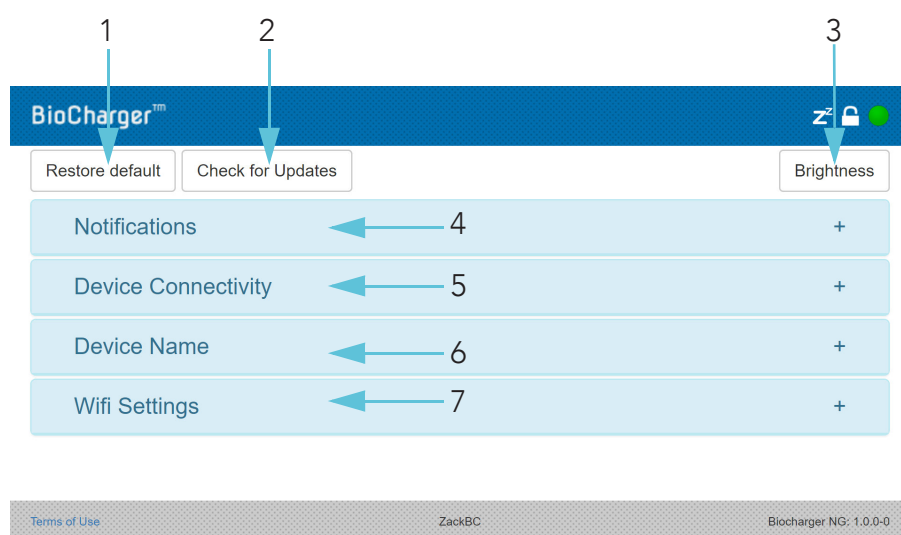 1 2 3
BioCharger™
zz
Restore default Check for Updates Brightness
Notifications 4 +
Device Connectivity 5 +
Device Name 6 +
Wifi Settings 7 +
Terms of Use ZackBC Biocharger NG: 1.0.0-0